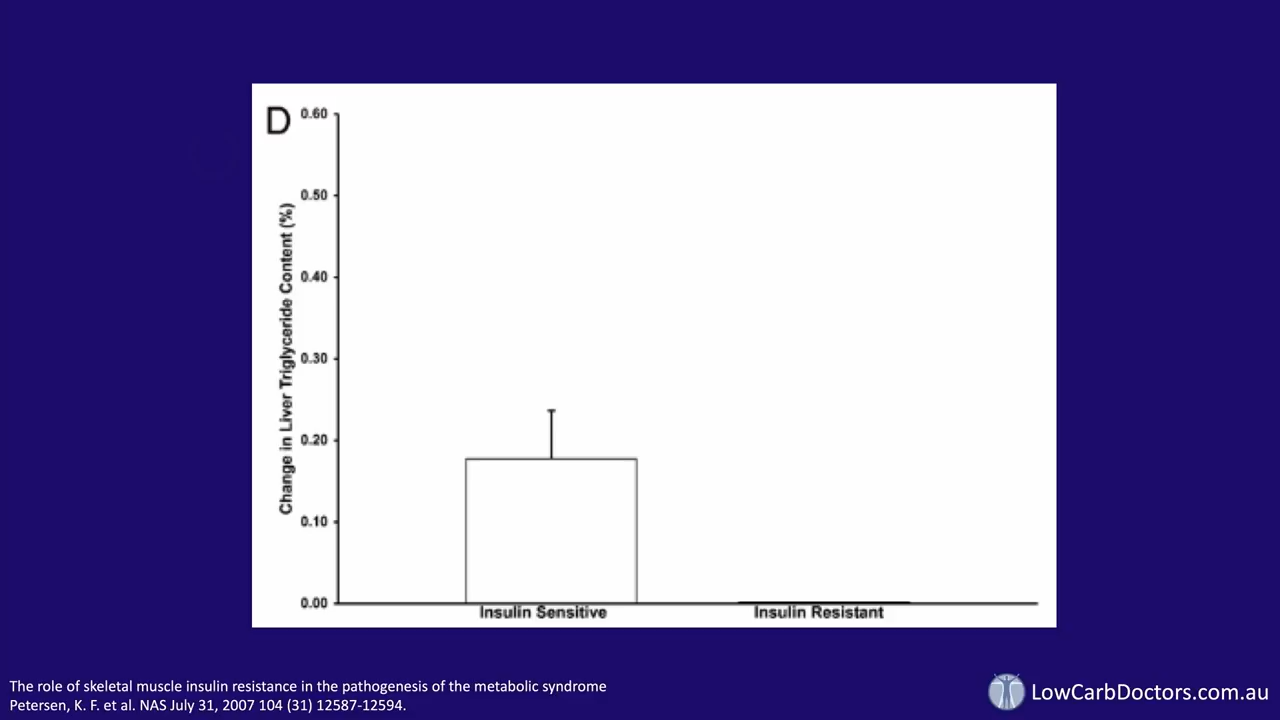 D
0.60
0.50
0.40
0.30
0.20
0.10
0.00
Change in Liver Triglyceride Content (%)
Insulin Sensitive
Insulin Resistant
The role of skeletal muscle insulin resistance in the pathogenesis of the metabolic syndrome
Petersen, K. F. et al. NAS July 31, 2007 104 (31) 12587-12594.
LowCarbDoctors.com.au